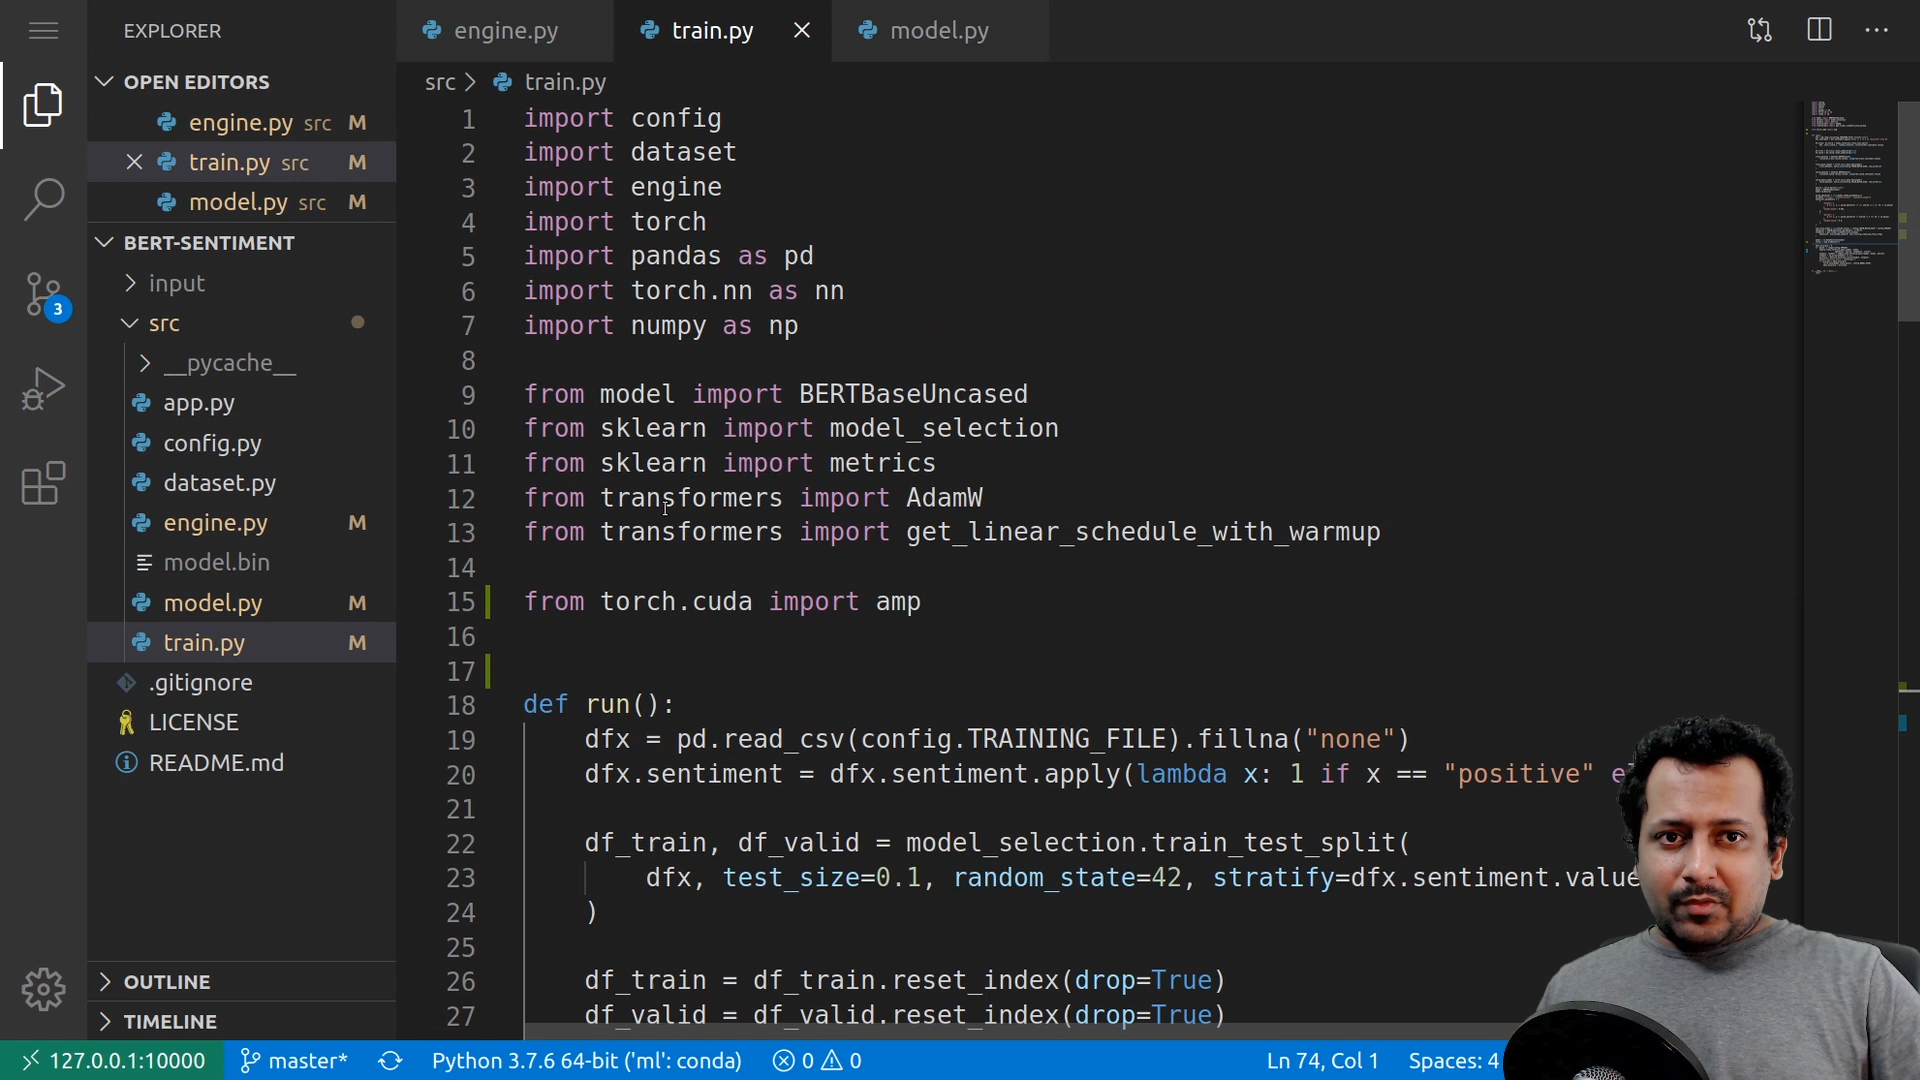 EXPLORER
OPEN EDITORS
engine.py src M
train.py src M
model.py src M
BERT-SENTIMENT
input
src
__pycache__
app.py
config.py
dataset.py
engine.py M
model.bin
model.py M
train.py M
.gitignore
LICENSE
README.md
OUTLINE
TIMELINE
3
engine.py
train.py
model.py
src > train.py
1 import config
2 import dataset
3 import engine
4 import torch
5 import pandas as pd
6 import torch.nn as nn
7 import numpy as np
8
9 from model import BERTBaseUncased
10 from sklearn import model_selection
11 from sklearn import metrics
12 from transformers import AdamW
13 from transformers import get_linear_schedule_with_warmup
14
15 from torch.cuda import amp
16
17
18 def run():
19 dfx = pd.read_csv(config.TRAINING_FILE).fillna("none")
20 dfx.sentiment = dfx.sentiment.apply(lambda x: 1 if x == "positive" e
21
22 df_train, df_valid = model_selection.train_test_split(
23 dfx, test_size=0.1, random_state=42, stratify=dfx.sentiment.value
24 )
25
26 df_train = df_train.reset_index(drop=True)
27 df_valid = df_valid.reset_index(drop=True)
127.0.0.1:10000 master* Python 3.7.6 64-bit ('ml': conda) 0 0 Ln 74, Col 1 Spaces: 4